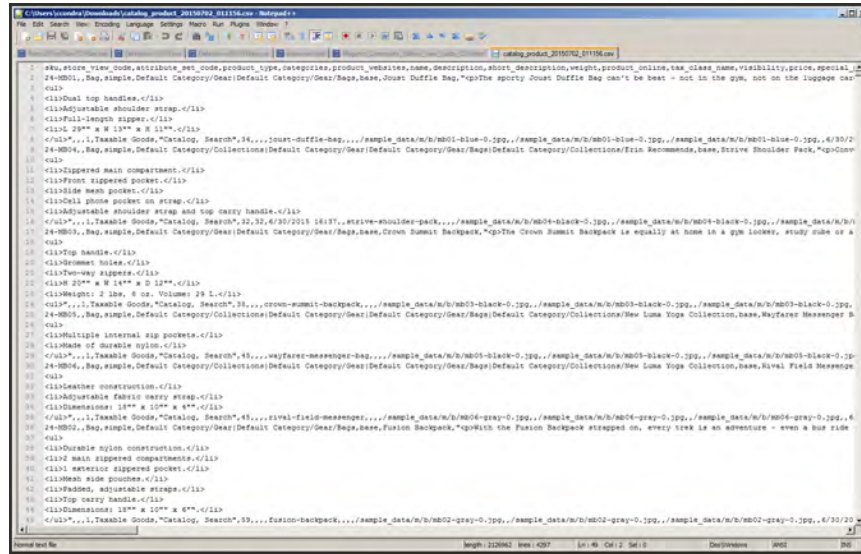 C:\Users\ccondra\Downloads\catalog_product_20150702_011156.csv - Notepad++
File Edit Search View Encoding Language Settings Macro Run Plugins Window ?
catalog_product_20150702_011156.csv
sku,store_view_code,attribute_set_code,product_type,categories,product_websites,name,description,short_description,weight,product_online,tax_class_name,visibility,price,special_
24-MB01,,Bag,simple,Default Category/Gear|Default Category/Gear/Bags,base,Joust Duffle Bag,"<p>The sporty Joust Duffle Bag can't be beat - not in the gym, not on the luggage car
<ul>
<li>Dual top handles.</li>
<li>Adjustable shoulder strap.</li>
<li>Full-length zipper.</li>
<li>L 29"" x W 13"" x H 11"".</li>
</ul>",,,1,Taxable Goods,"Catalog, Search",34,,,,joust-duffle-bag,,,,/sample_data/m/b/mb01-blue-0.jpg,,/sample_data/m/b/mb01-blue-0.jpg,,/sample_data/m/b/mb01-blue-0.jpg,,6/30/2
24-MB04,,Bag,simple,Default Category/Collections|Default Category/Gear|Default Category/Gear/Bags|Default Category/Collections/Erin Recommends,base,Strive Shoulder Pack,"<p>Conv
<ul>
<li>Zippered main compartment.</li>
<li>Front zippered pocket.</li>
<li>Side mesh pocket.</li>
<li>Cell phone pocket on strap.</li>
<li>Adjustable shoulder strap and top carry handle.</li>
</ul>",,,1,Taxable Goods,"Catalog, Search",32,32,6/30/2015 16:37,,strive-shoulder-pack,,,,/sample_data/m/b/mb04-black-0.jpg,,/sample_data/m/b/mb04-black-0.jpg,,/sample_data/m/b/m
24-MB03,,Bag,simple,Default Category/Gear|Default Category/Gear/Bags,base,Crown Summit Backpack,"<p>The Crown Summit Backpack is equally at home in a gym locker, study cube or a
<ul>
<li>Top handle.</li>
<li>Grommet holes.</li>
<li>Two-way zippers.</li>
<li>H 20"" x W 14"" x D 12"".</li>
<li>Weight: 2 lbs, 8 oz. Volume: 29 L.</li>
<ul>",,,1,Taxable Goods,"Catalog, Search",38,,,,crown-summit-backpack,,,,/sample_data/m/b/mb03-black-0.jpg,,/sample_data/m/b/mb03-black-0.jpg,,/sample_data/m/b/mb03-black-0.jpg,
24-MB05,,Bag,simple,Default Category/Collections|Default Category/Gear|Default Category/Gear/Bags|Default Category/Collections/New Luma Yoga Collection,base,Wayfarer Messenger B
<ul>
<li>Multiple internal zip pockets.</li>
<li>Made of durable nylon.</li>
</ul>",,,1,Taxable Goods,"Catalog, Search",45,,,,wayfarer-messenger-bag,,,,/sample_data/m/b/mb05-black-0.jpg,,/sample_data/m/b/mb05-black-0.jpg,,/sample_data/m/b/mb05-black-0.jp
24-MB06,,Bag,simple,Default Category/Collections|Default Category/Gear|Default Category/Gear/Bags|Default Category/Collections/New Luma Yoga Collection,base,Rival Field Messenge
<ul>
<li>Leather construction.</li>
<li>Adjustable fabric carry strap.</li>
<li>Dimensions: 18"" x 10"" x 4"".</li>
</ul>",,,1,Taxable Goods,"Catalog, Search",45,,,,rival-field-messenger,,,,/sample_data/m/b/mb06-gray-0.jpg,,/sample_data/m/b/mb06-gray-0.jpg,,/sample_data/m/b/mb06-gray-0.jpg,,6
24-MB02,,Bag,simple,Default Category/Gear|Default Category/Gear/Bags,base,Fusion Backpack,"<p>With the Fusion Backpack strapped on, every trek is an adventure - even a bus ride
<ul>
<li>Durable nylon construction.</li>
<li>2 main zippered compartments.</li>
<li>1 exterior zippered pocket.</li>
<li>Mesh side pouches.</li>
<li>Padded, adjustable straps.</li>
<li>Top carry handle.</li>
<li>Dimensions: 18"" x 10"" x 6"".</li>
</ul>",,,1,Taxable Goods,"Catalog, Search",59,,,,fusion-backpack,,,,/sample_data/m/b/mb02-gray-0.jpg,,/sample_data/m/b/mb02-gray-0.jpg,,/sample_data/m/b/mb02-gray-0.jpg,,6/30/20
Normal text file length : 2126962 lines : 4297 Ln : 49 Col : 2 Sel : 0 Dos\Windows ANSI INS